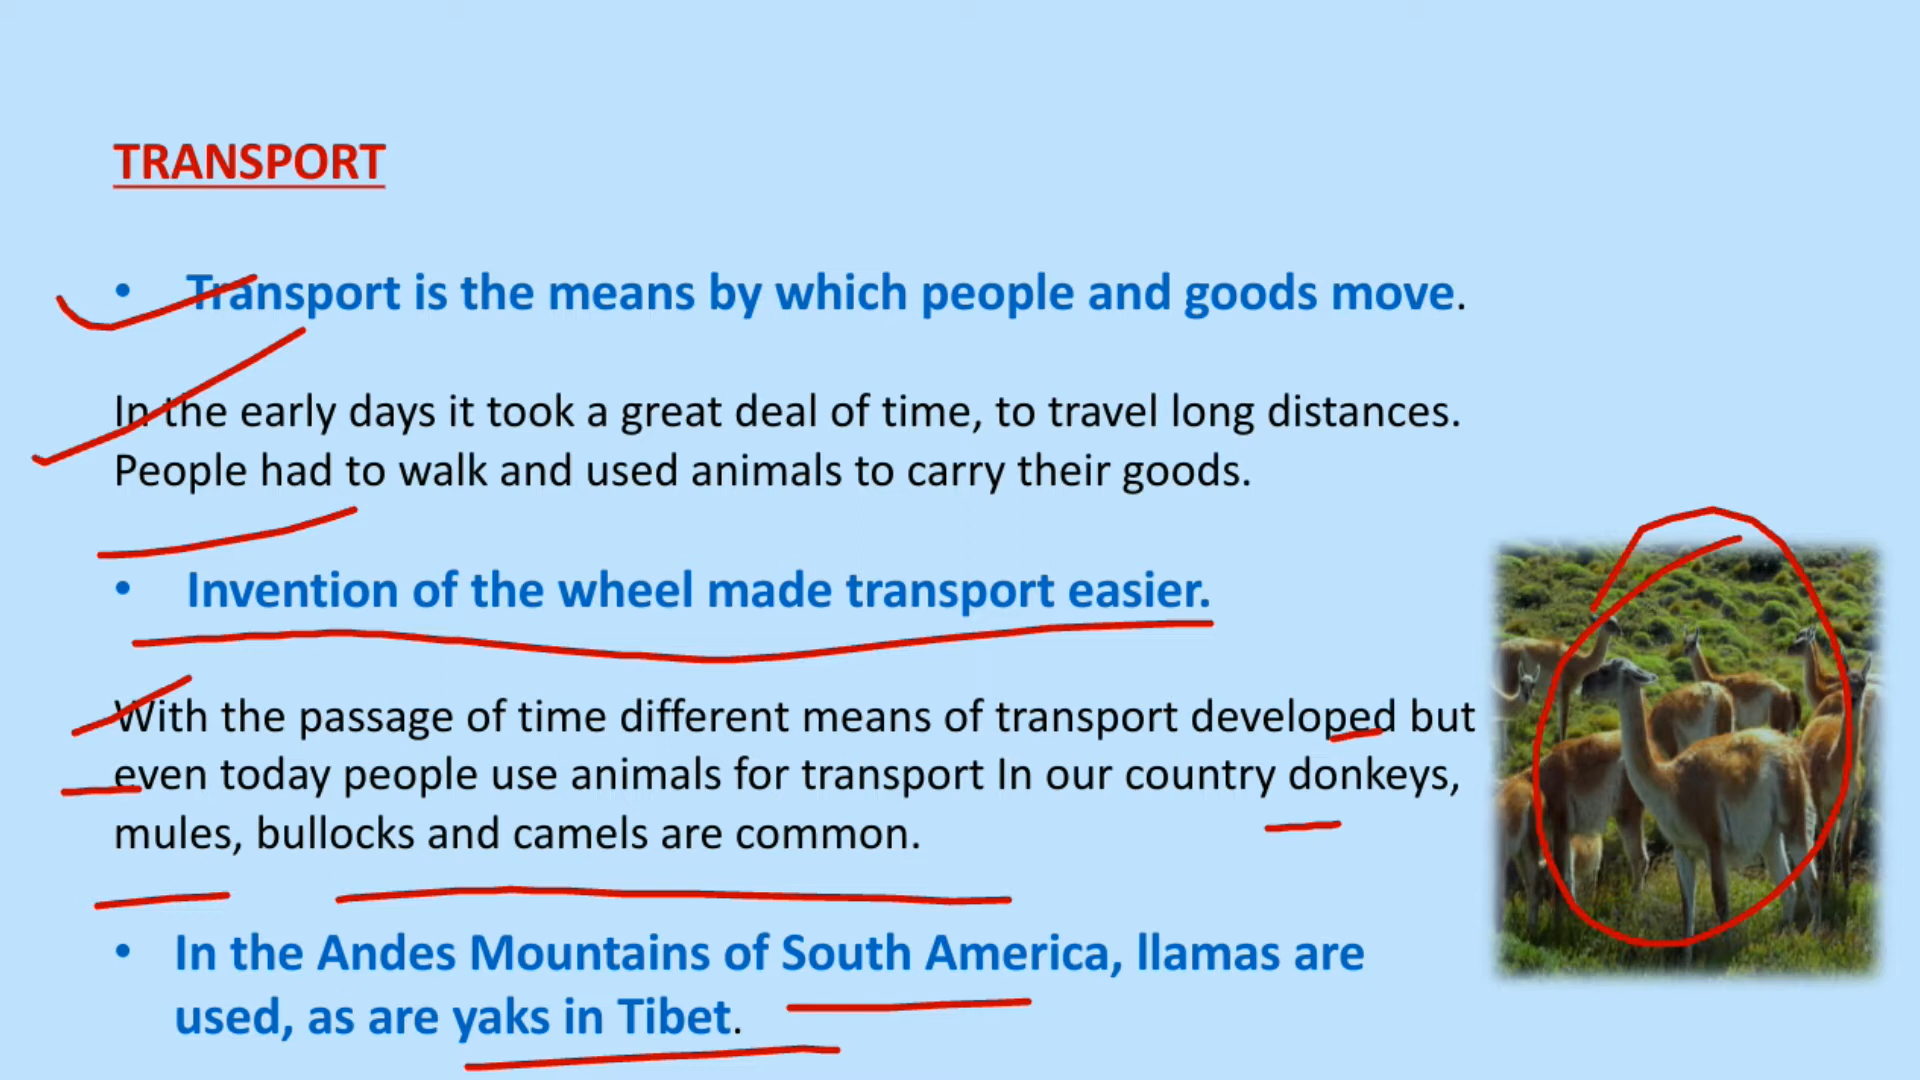 TRANSPORT
• Transport is the means by which people and goods move.
In the early days it took a great deal of time, to travel long distances.
People had to walk and used animals to carry their goods.
• Invention of the wheel made transport easier.
With the passage of time different means of transport developed but
even today people use animals for transport In our country donkeys,
mules, bullocks and camels are common.
• In the Andes Mountains of South America, llamas are
used, as are yaks in Tibet.